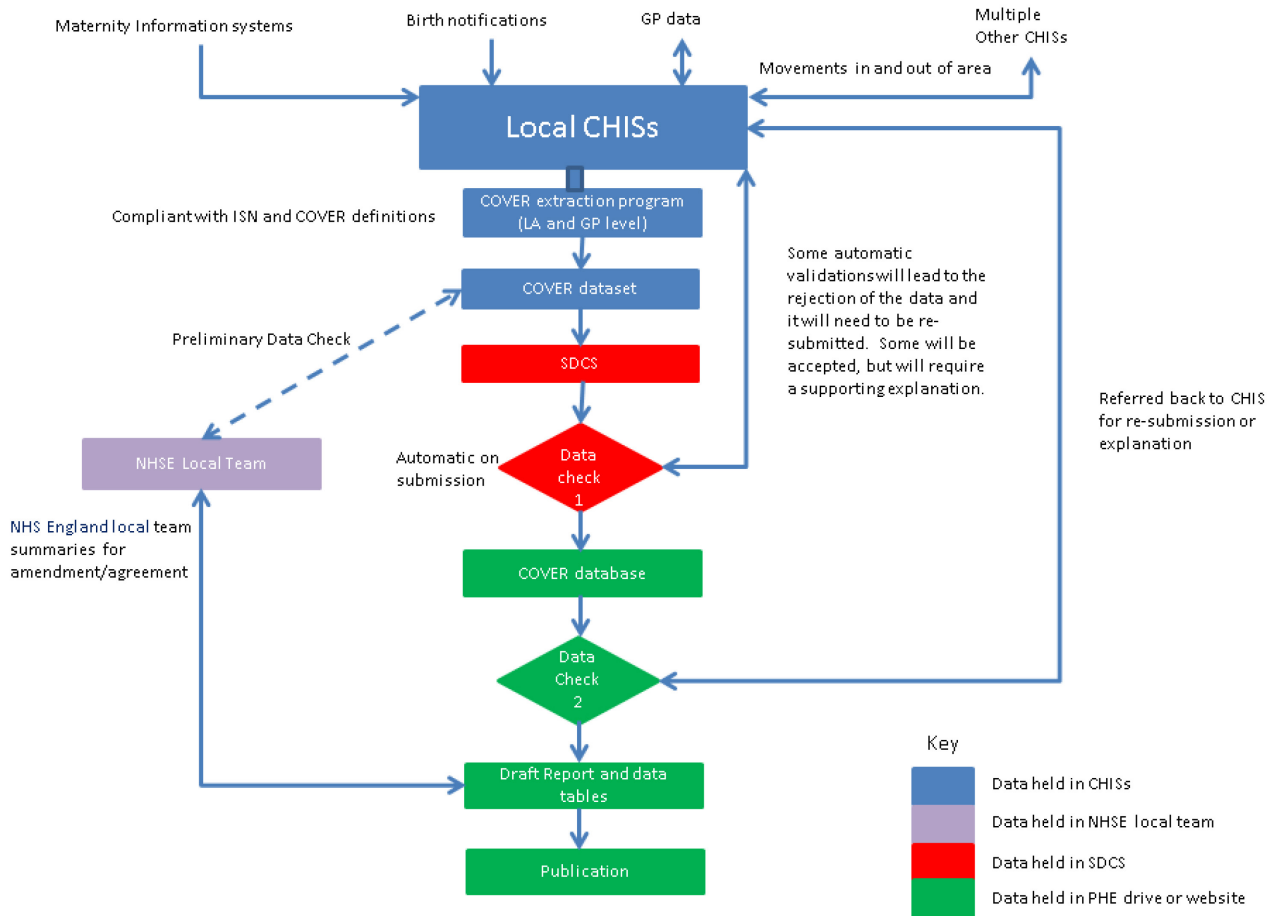 Maternity Information systems
Birth notifications
GP data
Multiple
Other CHISs
Movements in and out of area
Local CHISs
Compliant with ISN and COVER definitions
COVER extraction program
(LA and GP level)
COVER dataset
Preliminary Data Check
SDCS
Some automatic
validations will lead to the
rejection of the data and
it will need to be re-
submitted. Some will be
accepted, but will require
a supporting explanation.
Referred back to CHIS
for re-submission or
explanation
NHSE Local Team
Automatic on
submission
Data
check
1
NHS England local team
summaries for
amendment/agreement
COVER database
Data
Check
2
Draft Report and data
tables
Publication
Key
Data held in CHISs
Data held in NHSE local team
Data held in SDCS
Data held in PHE drive or website